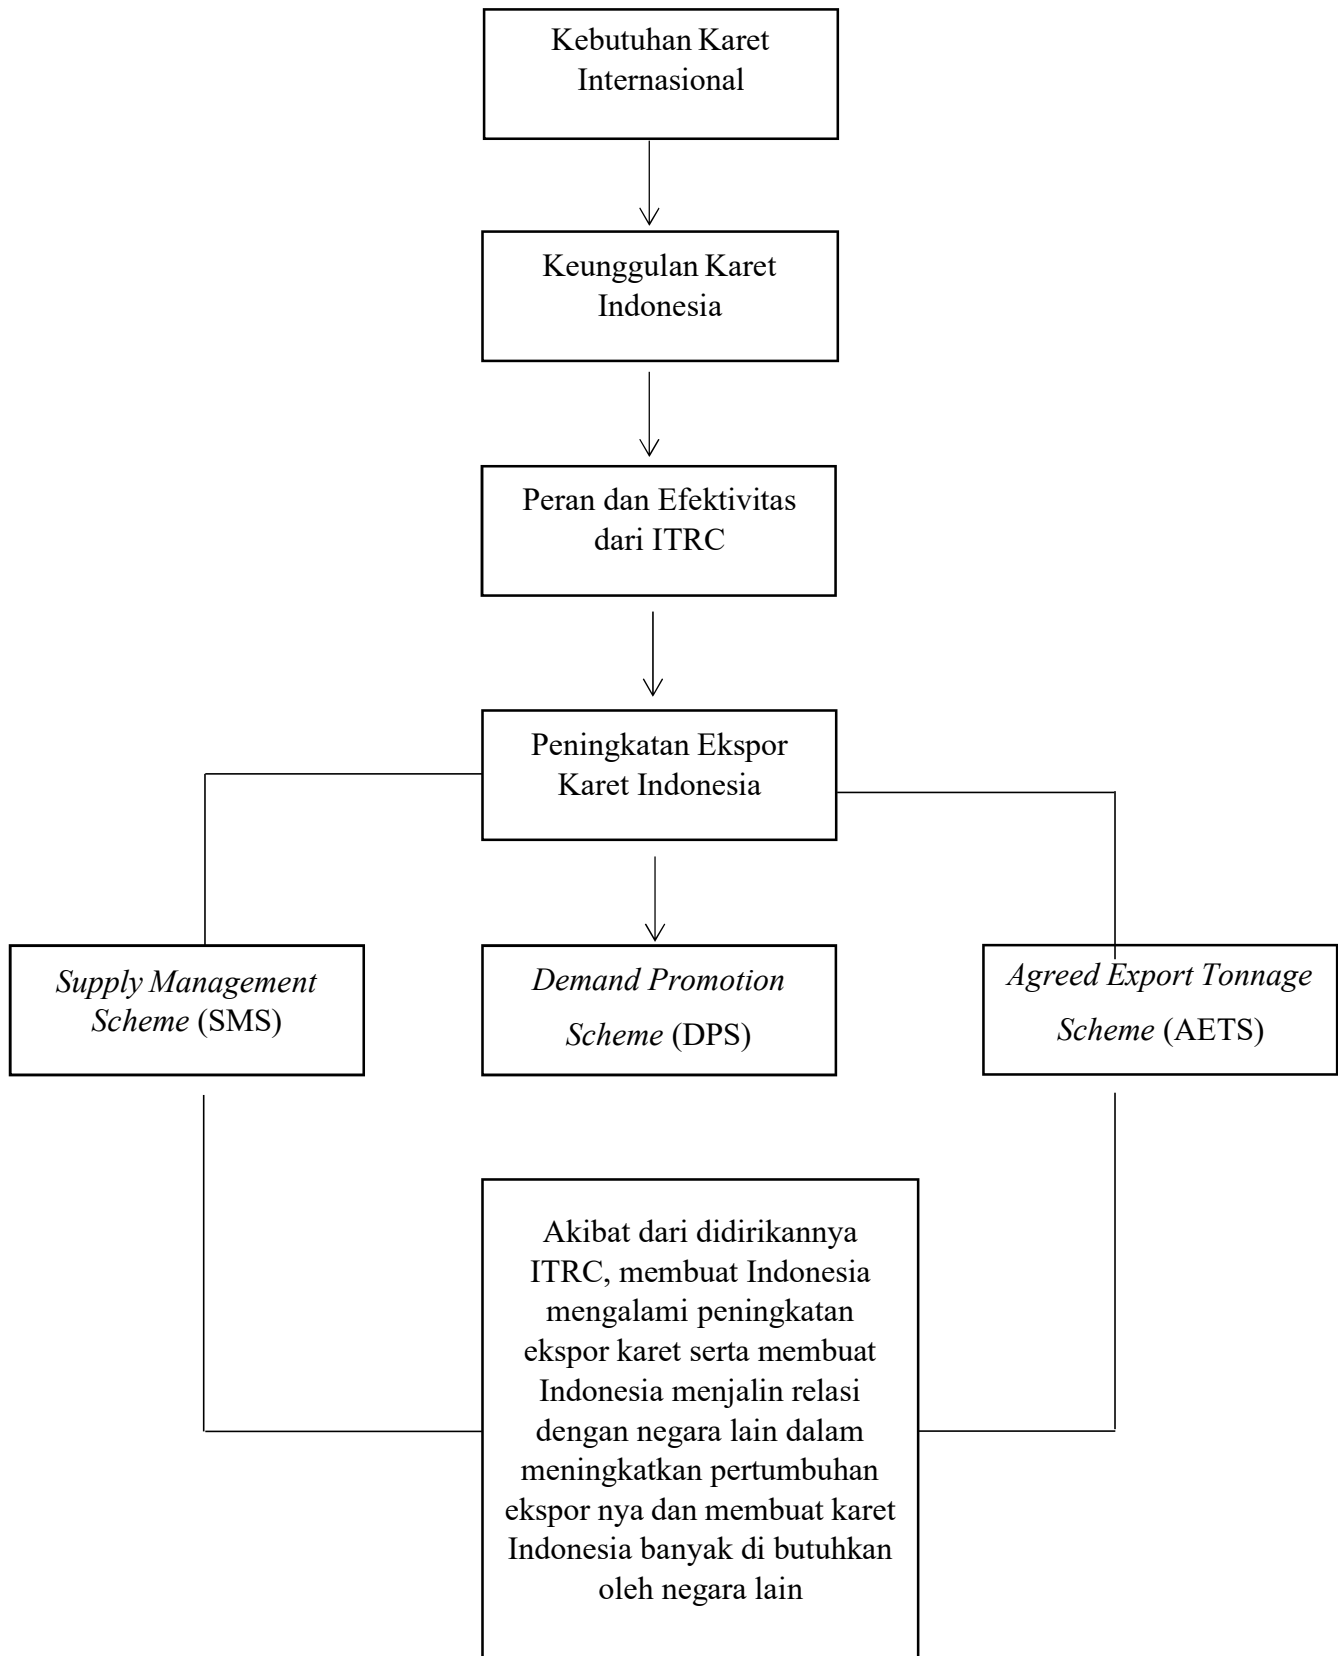 Kebutuhan Karet
Internasional
Keunggulan Karet
Indonesia
Peran dan Efektivitas
dari ITRC
Peningkatan Ekspor
Karet Indonesia
Supply Management
Scheme (SMS)
Demand Promotion
Scheme (DPS)
Agreed Export Tonnage
Scheme (AETS)
Akibat dari didirikannya
ITRC, membuat Indonesia
mengalami peningkatan
ekspor karet serta membuat
Indonesia menjalin relasi
dengan negara lain dalam
meningkatkan pertumbuhan
ekspor nya dan membuat karet
Indonesia banyak di butuhkan
oleh negara lain